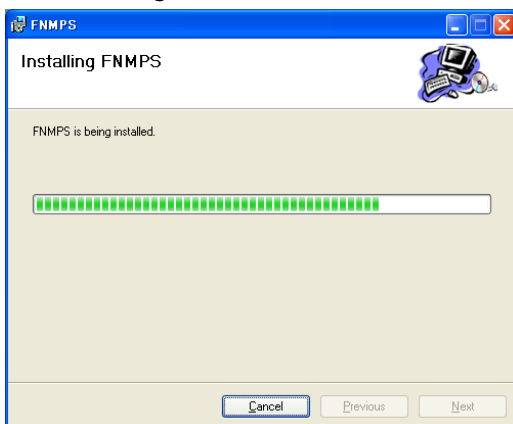 FNMPS
Installing FNMPS
FNMPS is being installed.
Cancel
Previous
Next